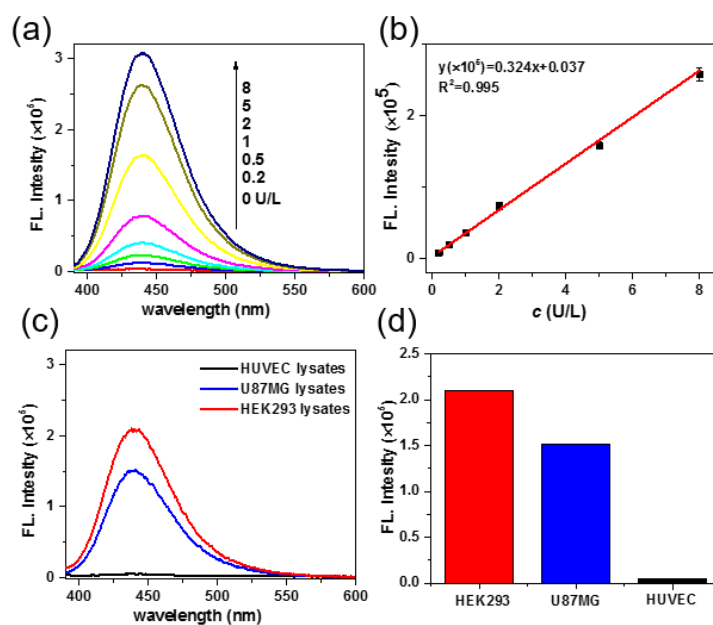 (a)
FL. Intesity (×10⁵)
3
2
1
0
8
5
2
1
0.5
0.2
0 U/L
400 450 500 550 600
wavelength (nm)
(b)
FL. Intesity (×10⁵)
y(×10⁵)=0.324x+0.037
R²=0.995
2
0
0 2 4 6 8
c (U/L)
(c)
FL. Intesity (×10⁵)
3
2
1
0
HUVEC lysates
U87MG lysates
HEK293 lysates
400 450 500 550 600
wavelength (nm)
(d)
FL. Intesity (×10⁵)
2.5
2.0
1.5
1.0
0.5
0.0
HEK293 U87MG HUVEC